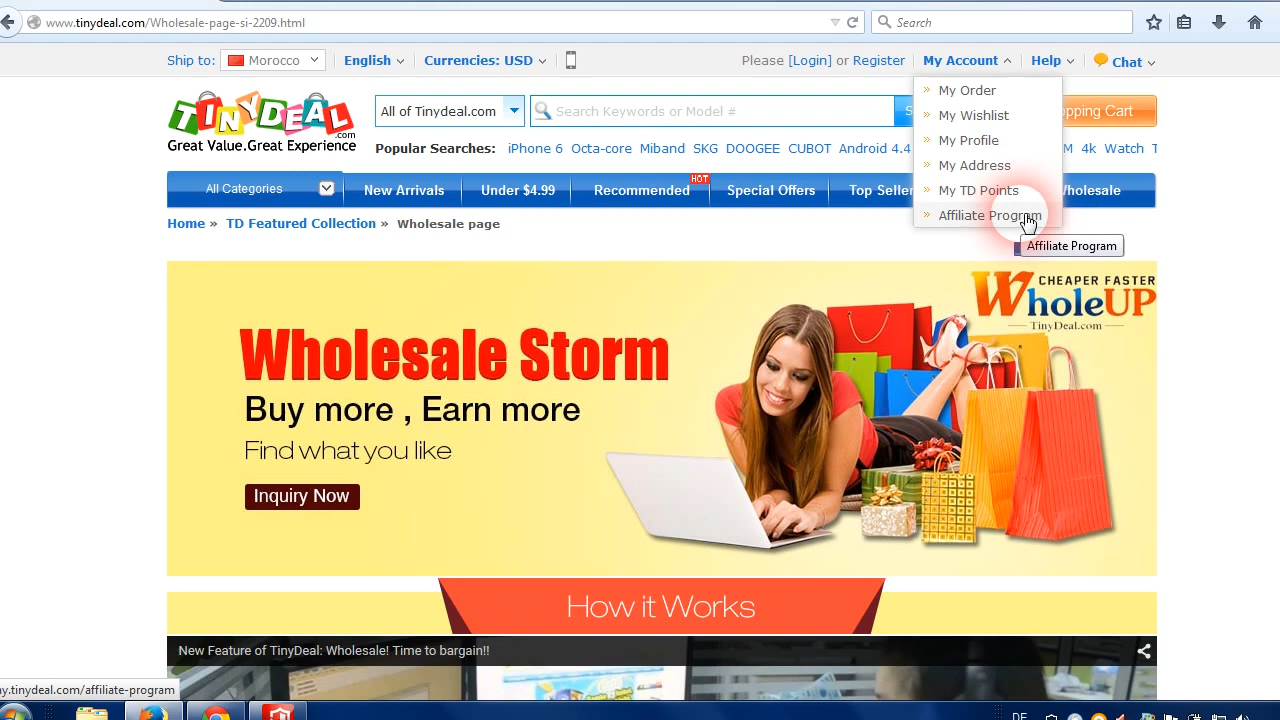 www.tinydeal.com/Wholesale-page-si-2209.html
Search
Ship to: Morocco English Currencies: USD Please [Login] or Register My Account Help Chat
My Order
My Wishlist
My Profile
My Address
My TD Points
Affiliate Program
Affiliate Program
TINYDEAL.com
Great Value.Great Experience
All of Tinydeal.com Search Keywords or Model # Cart
Popular Searches: iPhone 6 Octa-core Miband SKG DOOGEE CUBOT Android 4.4 4k Watch
All Categories New Arrivals Under $4.99 Recommended HOT Special Offers Top
Home » TD Featured Collection » Wholesale page
CHEAPER FASTER
WholeUP
TinyDeal.com
Wholesale Storm
Buy more , Earn more
Find what you like
Inquiry Now
How it Works
New Feature of TinyDeal: Wholesale! Time to bargain!!
.tinydeal.com/affiliate-program
DE